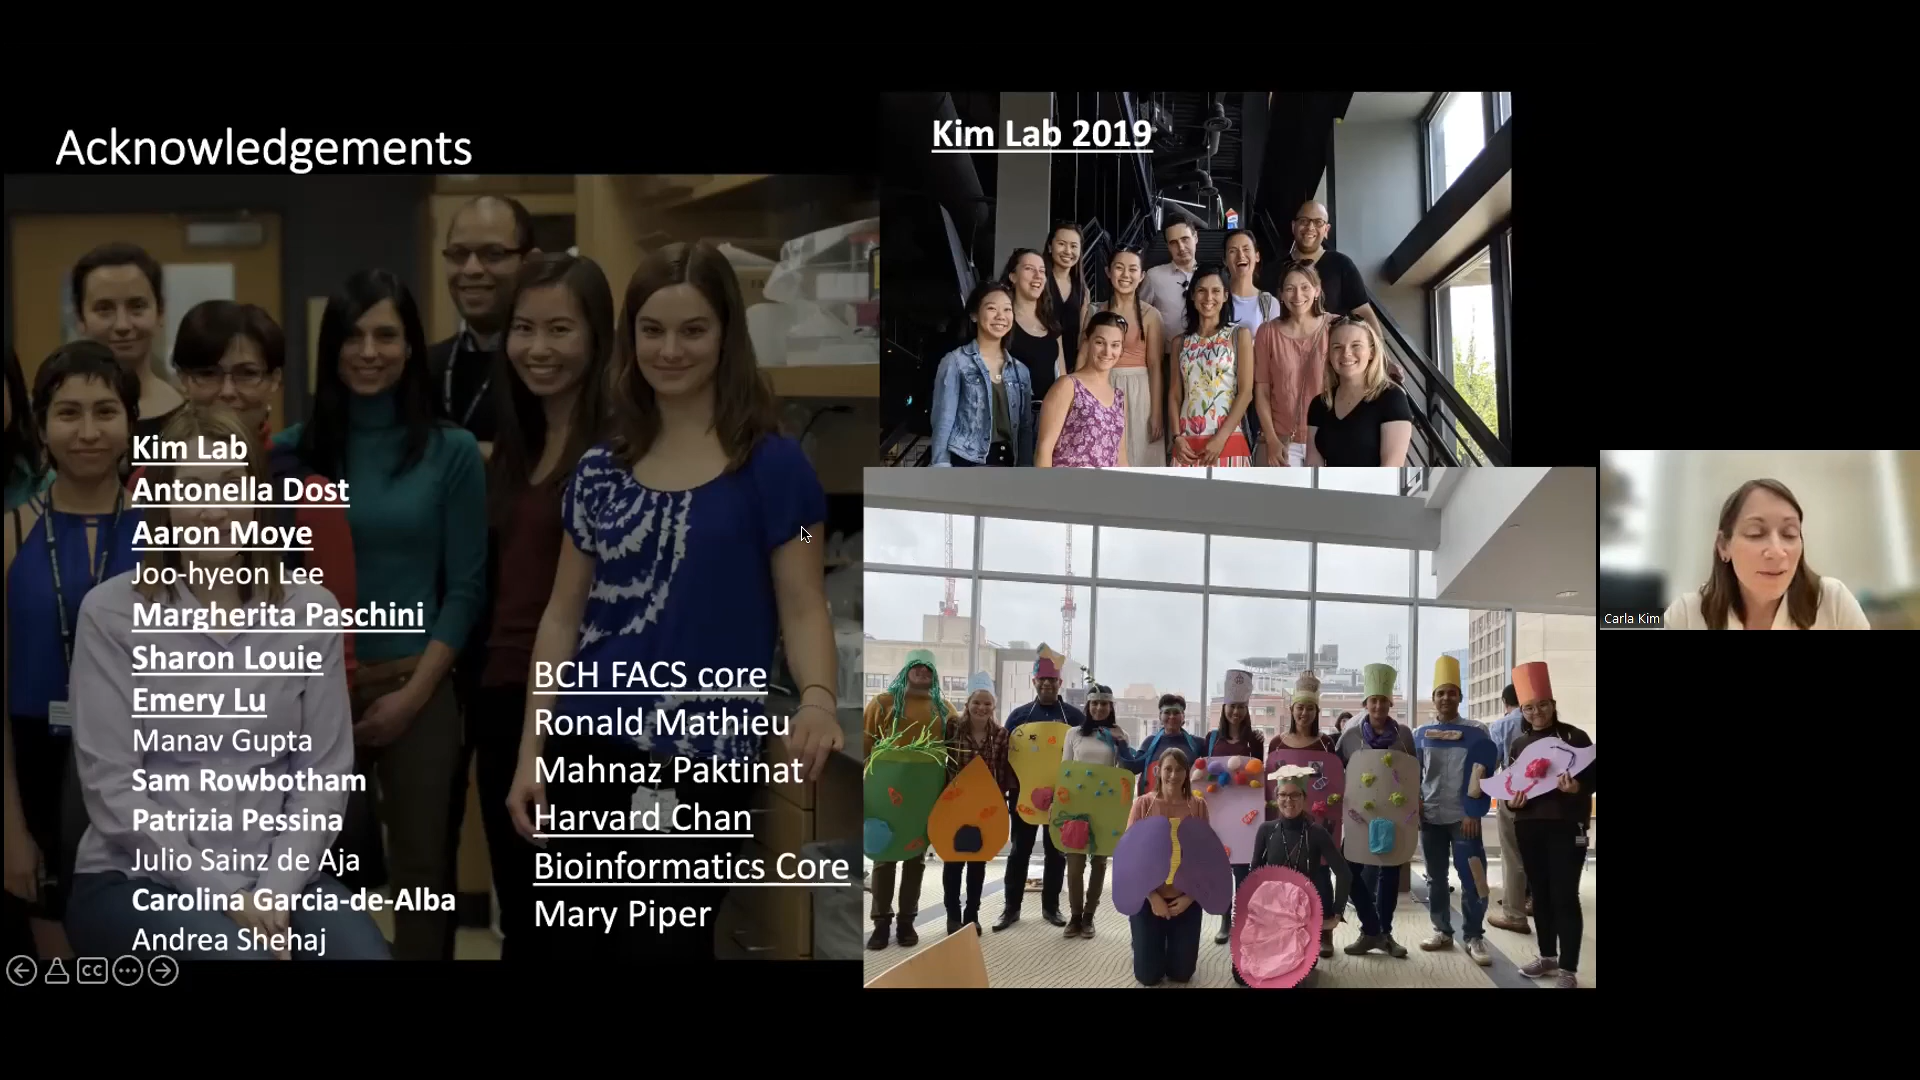 Acknowledgements
Kim Lab
Antonella Dost
Aaron Moye
Joo-hyeon Lee
Margherita Paschini
Sharon Louie
Emery Lu
Manav Gupta
Sam Rowbotham
Patrizia Pessina
Julio Sainz de Aja
Carolina Garcia-de-Alba
Andrea Shehaj
BCH FACS core
Ronald Mathieu
Mahnaz Paktinat
Harvard Chan
Bioinformatics Core
Mary Piper
Kim Lab 2019
Carla Kim
CC